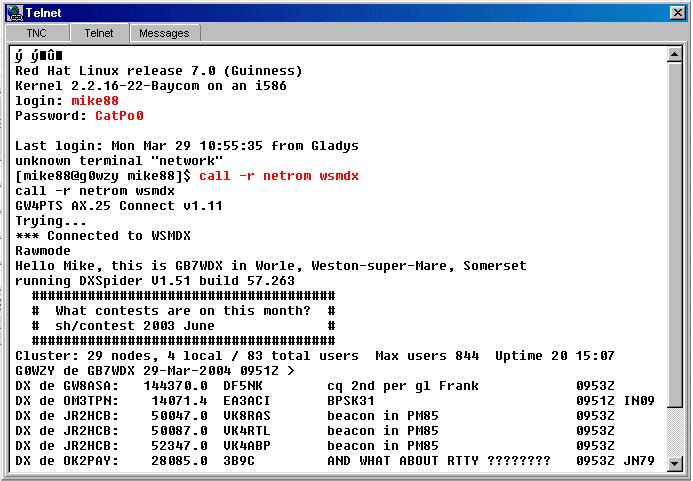 Telnet
TNC Telnet Messages
ý ý■û■
Red Hat Linux release 7.0 (Guinness)
Kernel 2.2.16-22-Baycom on an i586
login: mike88
Password: CatPo0
Last login: Mon Mar 29 10:55:35 from Gladys
unknown terminal "network"
[mike88@g0wzy mike88]$ call -r netrom wsmdx
call -r netrom wsmdx
GW4PTS AX.25 Connect v1.11
Trying...
*** Connected to WSMDX
Rawmode
Hello Mike, this is GB7WDX in Worle, Weston-super-Mare, Somerset
running DXSpider V1.51 build 57.263
########################################
#  What contests are on this month?  #
#  sh/contest 2003 June              #
########################################
Cluster: 29 nodes, 4 local / 83 total users  Max users 844  Uptime 20 15:07
G0WZY de GB7WDX 29-Mar-2004 0951Z >
DX de GW8ASA:   144370.0  DF5NK        cq 2nd per gl Frank            0953Z
DX de OM3TPN:    14071.4  EA3ACI       BPSK31                         0951Z IN09
DX de JR2HCB:    50047.0  VK8RAS       beacon in PM85                 0953Z
DX de JR2HCB:    50087.0  VK4RTL       beacon in PM85                 0953Z
DX de JR2HCB:    52347.0  VK4ABP       beacon in PM85                 0953Z
DX de OK2PAY:    28085.0  3B9C         AND WHAT ABOUT RTTY ????????   0953Z JN79